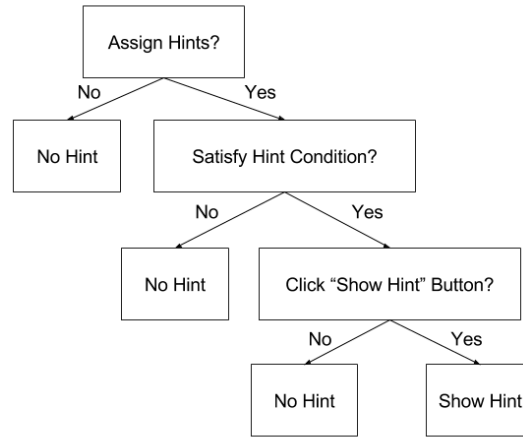 Assign Hints?
No
Yes
No Hint
Satisfy Hint Condition?
No
Yes
No Hint
Click “Show Hint” Button?
No
Yes
No Hint
Show Hint